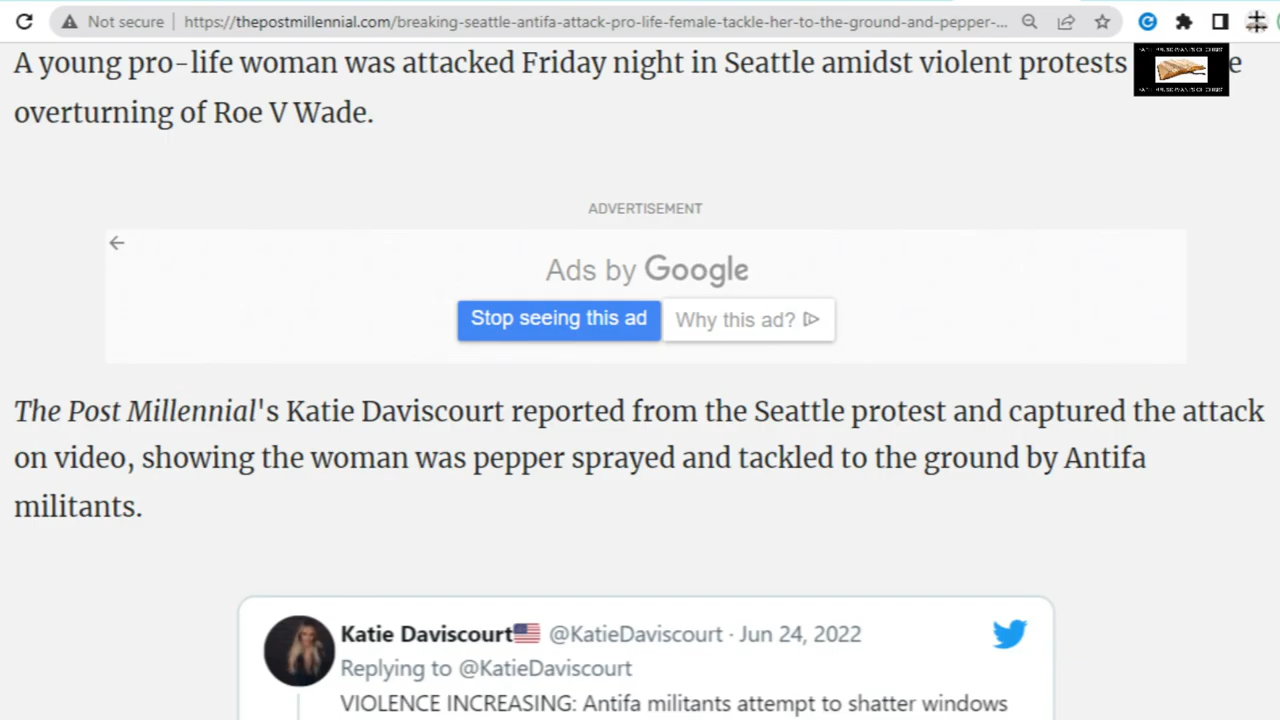 Not secure
https://thepostmillennial.com/breaking-seattle-antifa-attack-pro-life-female-tackle-her-to-the-ground-and-pepper-...
A young pro-life woman was attacked Friday night in Seattle amidst violent protests
overturning of Roe V Wade.
ADVERTISEMENT
Ads by Google
Stop seeing this ad Why this ad?
The Post Millennial's Katie Daviscourt reported from the Seattle protest and captured the attack
on video, showing the woman was pepper sprayed and tackled to the ground by Antifa
militants.
Katie Daviscourt @KatieDaviscourt · Jun 24, 2022
Replying to @KatieDaviscourt
VIOLENCE INCREASING: Antifa militants attempt to shatter windows